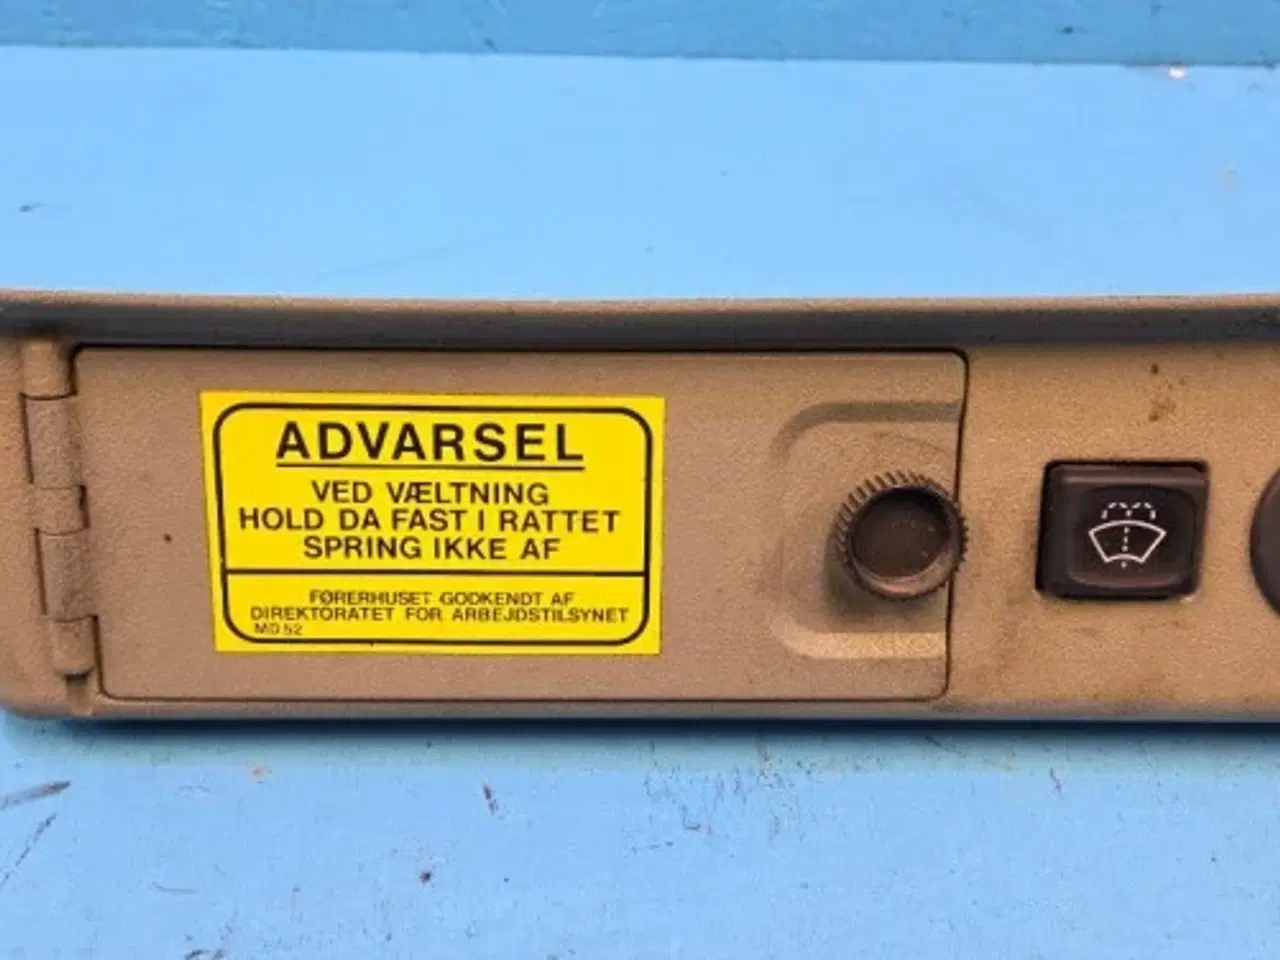 ADVARSEL
VED VÆLTNING
HOLD DA FAST I RATTET
SPRING IKKE AF
FØRERHUSET GODKENDT AF
DIREKTORATET FOR ARBEJDSTILSYNET
MD 52